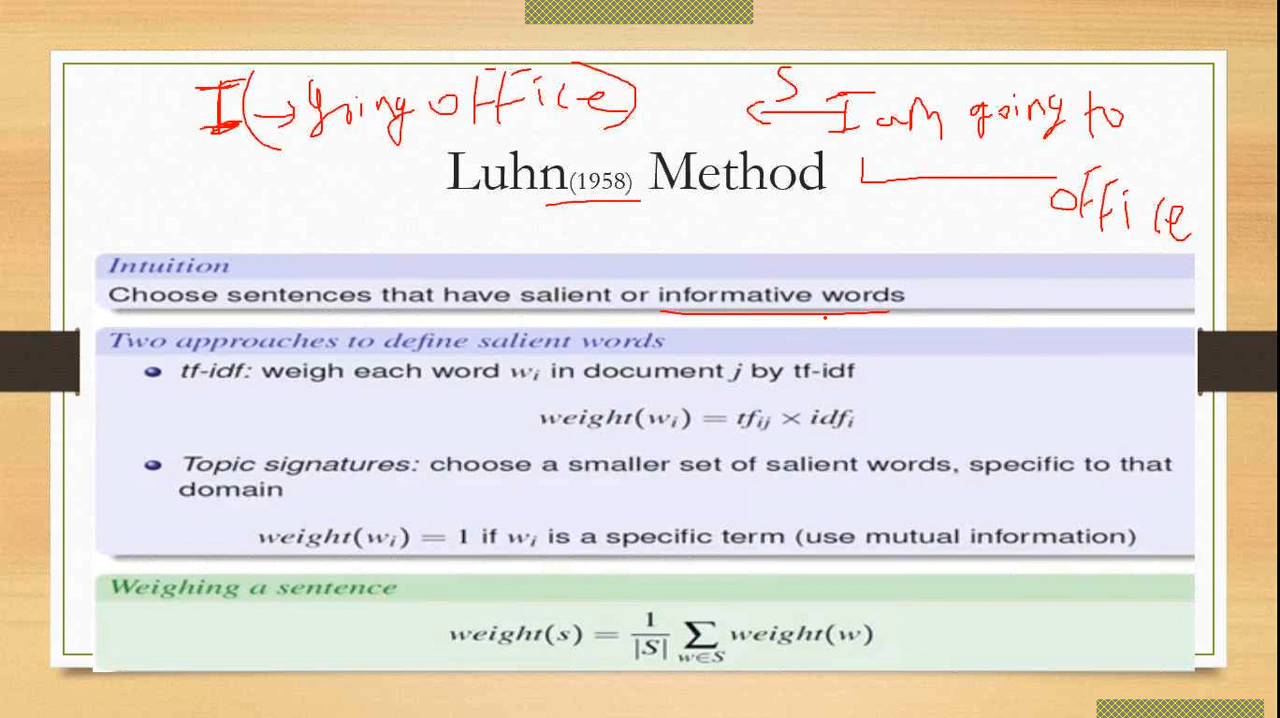 I (→ going office)
S
← I am going to
office
Luhn(1958) Method
Intuition
Choose sentences that have salient or informative words
Two approaches to define salient words
• tf-idf: weigh each word wᵢ in document j by tf-idf
weight(wᵢ) = tfᵢⱼ × idfᵢ
• Topic signatures: choose a smaller set of salient words, specific to that
domain
weight(wᵢ) = 1 if wᵢ is a specific term (use mutual information)
Weighing a sentence
weight(s) = 1/|S| ∑w∈S weight(w)